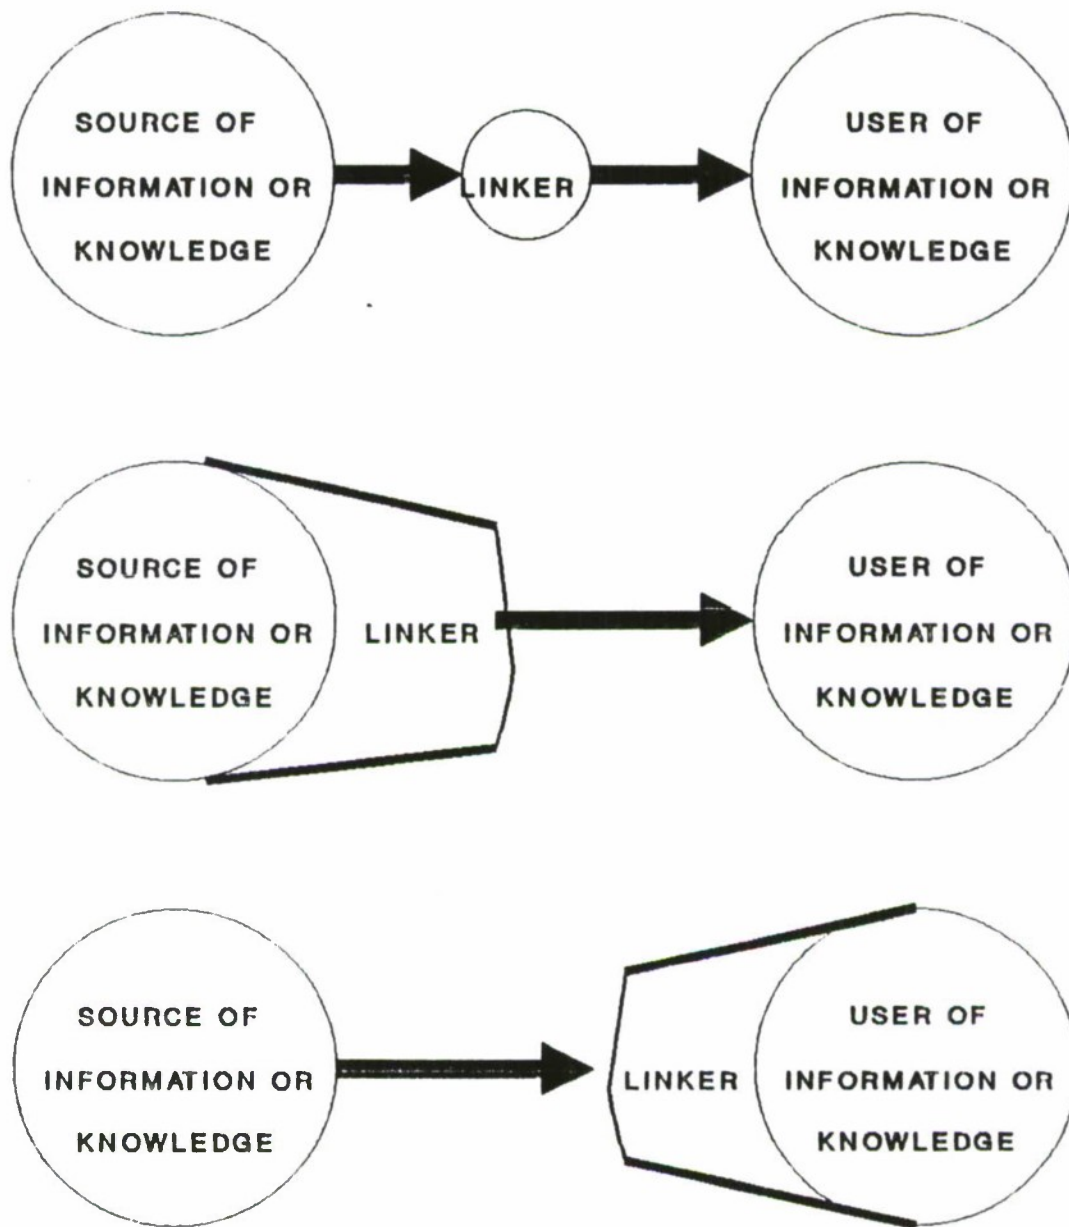 SOURCE OF
INFORMATION OR
KNOWLEDGE
LINKER
USER OF
INFORMATION OR
KNOWLEDGE
SOURCE OF
INFORMATION OR
KNOWLEDGE
LINKER
USER OF
INFORMATION OR
KNOWLEDGE
SOURCE OF
INFORMATION OR
KNOWLEDGE
LINKER
USER OF
INFORMATION OR
KNOWLEDGE